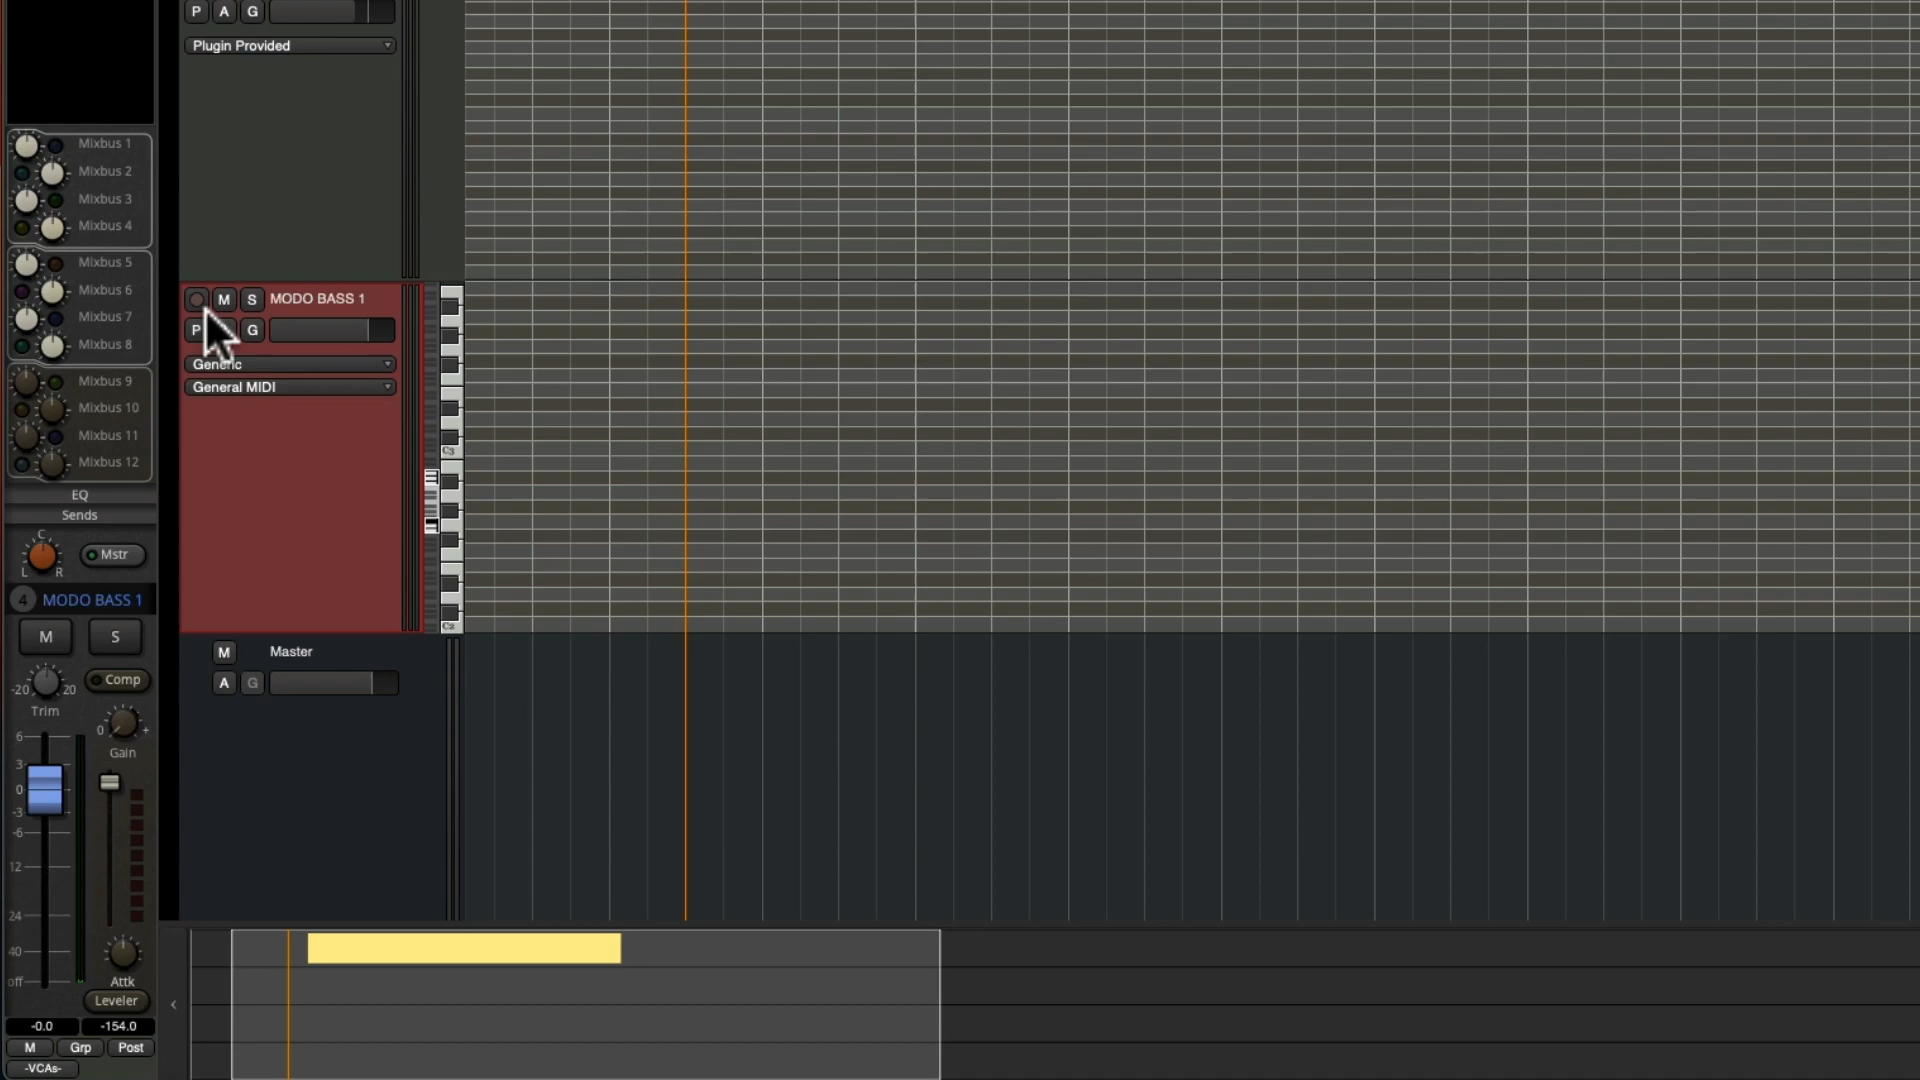 P A G
Plugin Provided
Mixbus 1
Mixbus 2
Mixbus 3
Mixbus 4
Mixbus 5
Mixbus 6
Mixbus 7
Mixbus 8
Mixbus 9
Mixbus 10
Mixbus 11
Mixbus 12
EQ
Sends
C
L R
Mstr
4 MODO BASS 1
M S
-20 20
Trim
Comp
0 +
Gain
6
3
0
-3
-6
12
24
40
off
Attk
Leveler
-0.0 -154.0
M Grp Post
-VCAs-
M S MODO BASS 1
P G
Generic
General MIDI
C3
C2
M Master
A G